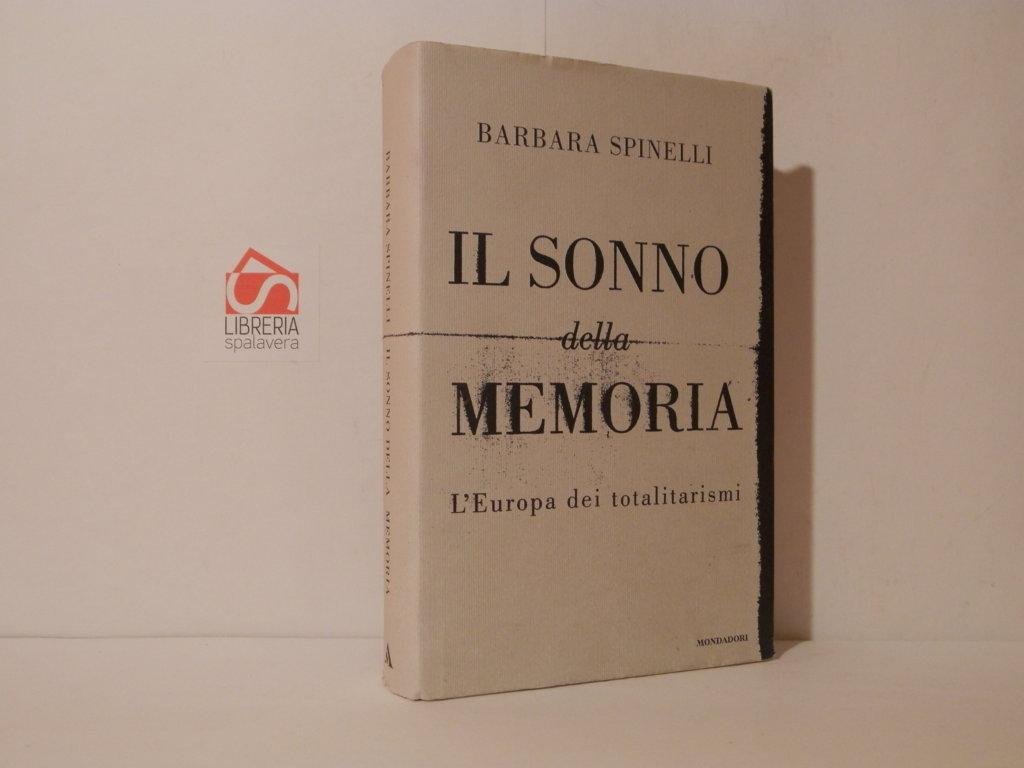 BARBARA SPINELLI
IL SONNO
della
MEMORIA
L'Europa dei totalitarismi
MONDADORI
BARBARA SPINELLI IL SONNO DELLA MEMORIA
LIBRERIA
spalavera